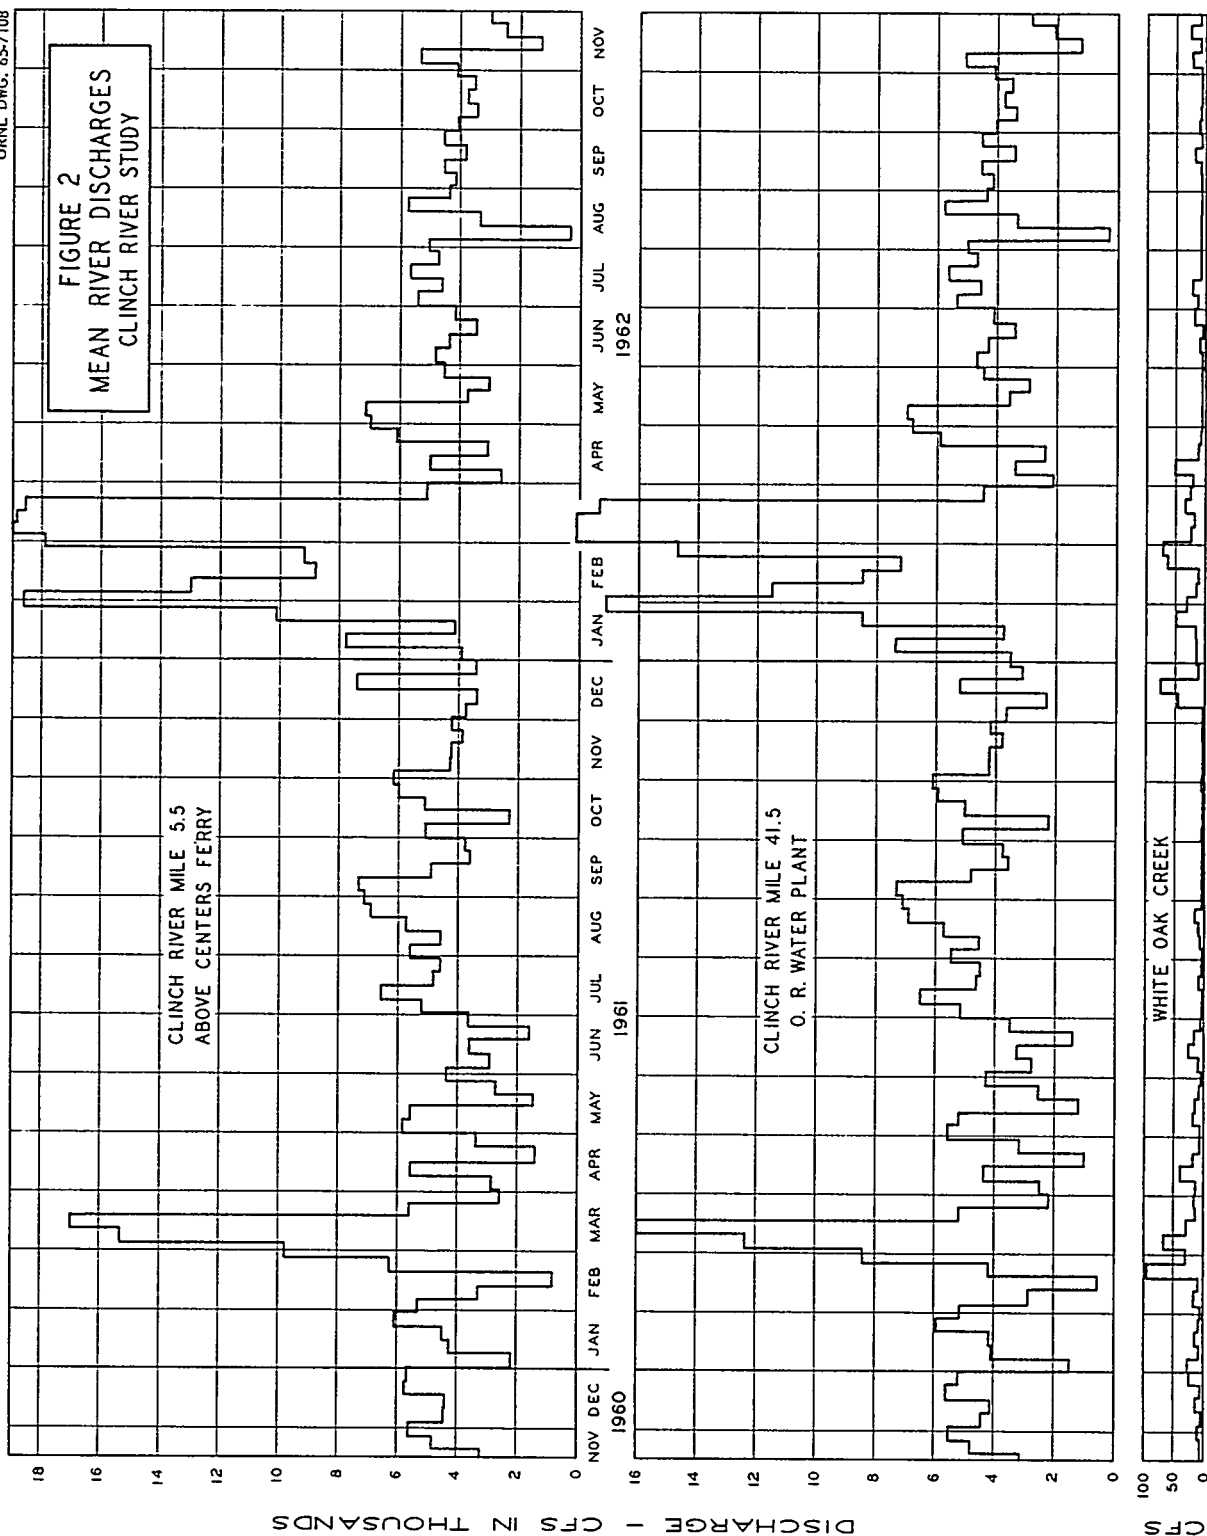 ORNL DWG. 63-7108
FIGURE 2
MEAN RIVER DISCHARGES
CLINCH RIVER STUDY
CLINCH RIVER MILE 5.5
ABOVE CENTERS FERRY
18
16
14
12
10
8
6
4
2
0
NOV DEC JAN FEB MAR APR MAY JUN JUL AUG SEP OCT NOV DEC JAN FEB MAY APR JUN JUL AUG SEP OCT NOV
1960 1961 1962
DISCHARGE - CFS IN THOUSANDS
CLINCH RIVER MILE 41.5
O. R. WATER PLANT
16
14
12
10
8
6
4
2
0
WHITE OAK CREEK
100
50
0
CFS